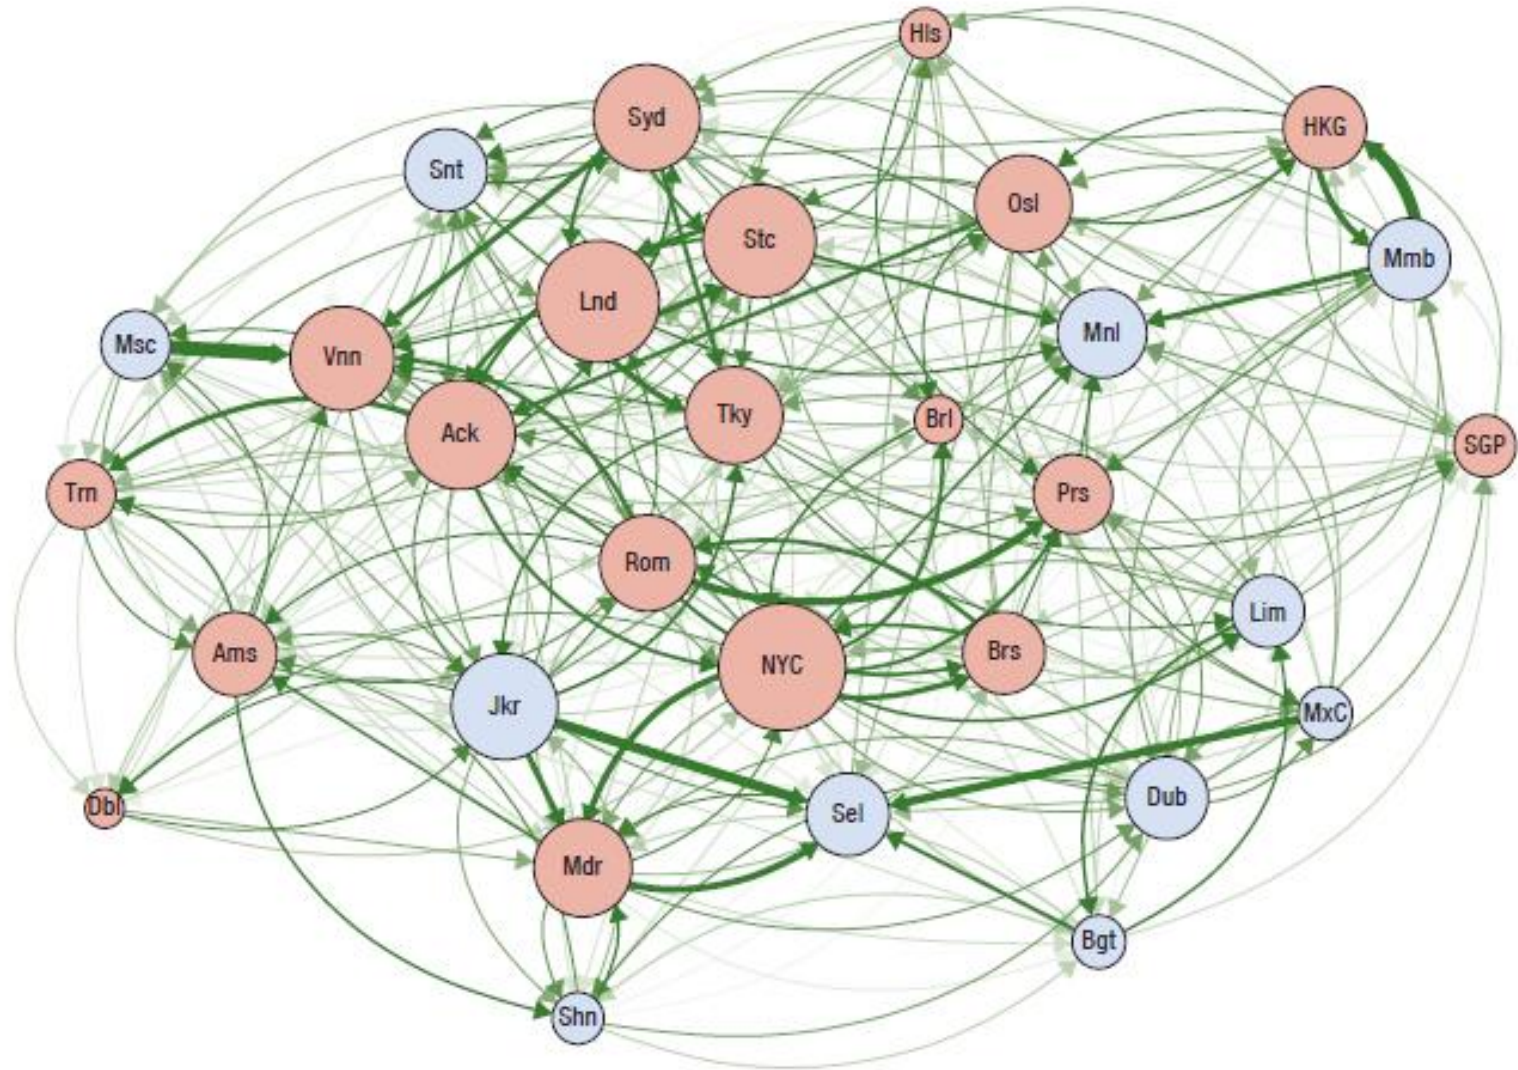 Hls
Syd
HKG
Snt
Osl
Stc
Mmb
Lnd
Mnl
Msc
Vnn
Tky
Brl
Ack
SGP
Trn
Prs
Rom
Lim
Ams
Brs
NYC
Jkr
MxC
Dub
Dbl
Sel
Mdr
Bgt
Shn